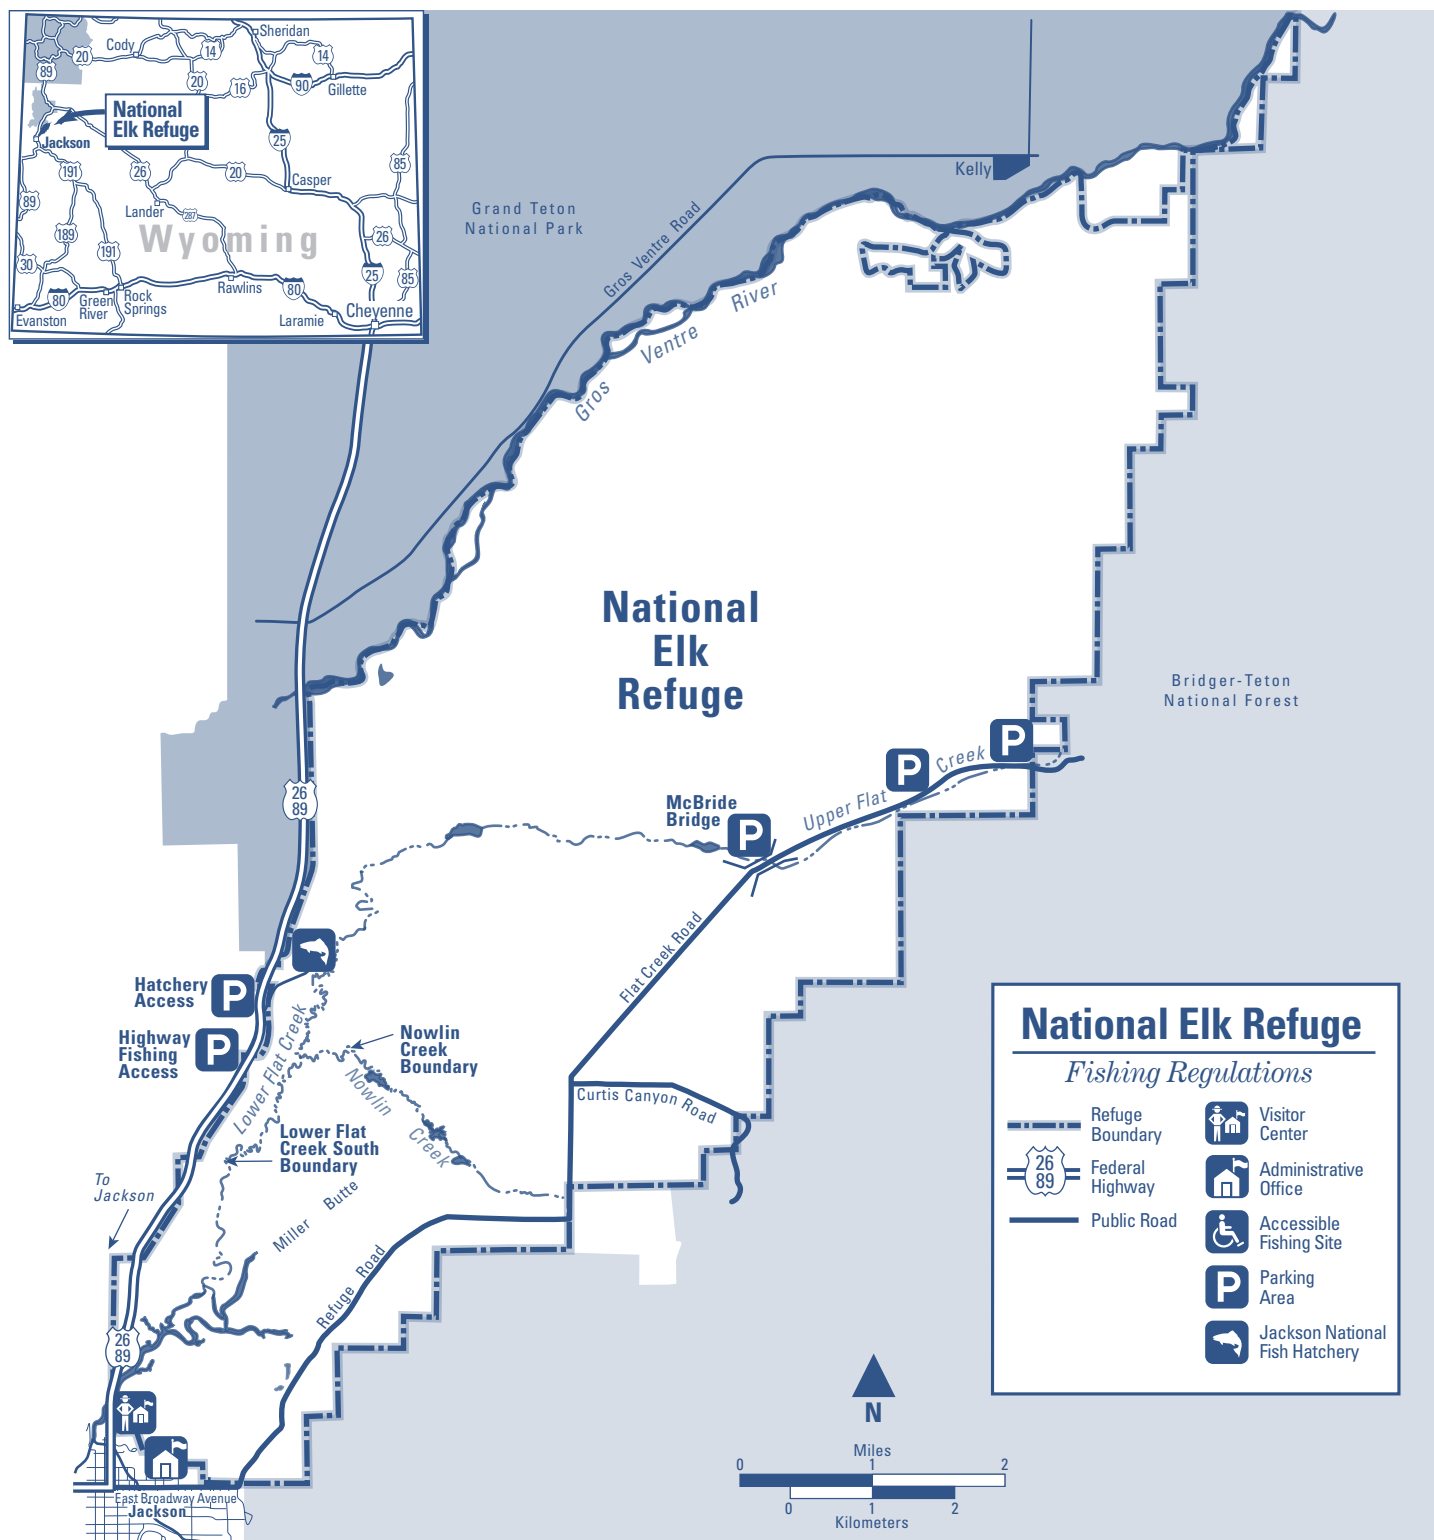 Sheridan
Cody
20
14
14
89
20
16
90
Gillette
National
Elk Refuge
Jackson
25
191
26
20
85
Casper
89
Lander
287
Wyoming
189
191
26
30
25
85
80
Green
River
Rock
Springs
Rawlins
80
Evanston
Laramie
Cheyenne
Grand Teton
National Park
Gros Ventre Road
Kelly
Gros Ventre River
National
Elk
Refuge
Bridger-Teton
National Forest
26
89
McBride
Bridge
P
P
P
Upper Flat Creek
Flat Creek Road
Hatchery
Access
P
Highway
Fishing
Access
P
Lower Flat Creek
Nowlin
Creek
Boundary
Nowlin Creek
Curtis Canyon Road
Lower Flat
Creek South
Boundary
To
Jackson
Miller Butte
Refuge Road
26
89
East Broadway Avenue
Jackson
N
Miles
0 1 2
0 1 2
Kilometers
National Elk Refuge
Fishing Regulations
Refuge
Boundary
26
89
Federal
Highway
Public Road
Visitor
Center
Administrative
Office
Accessible
Fishing Site
P
Parking
Area
Jackson National
Fish Hatchery